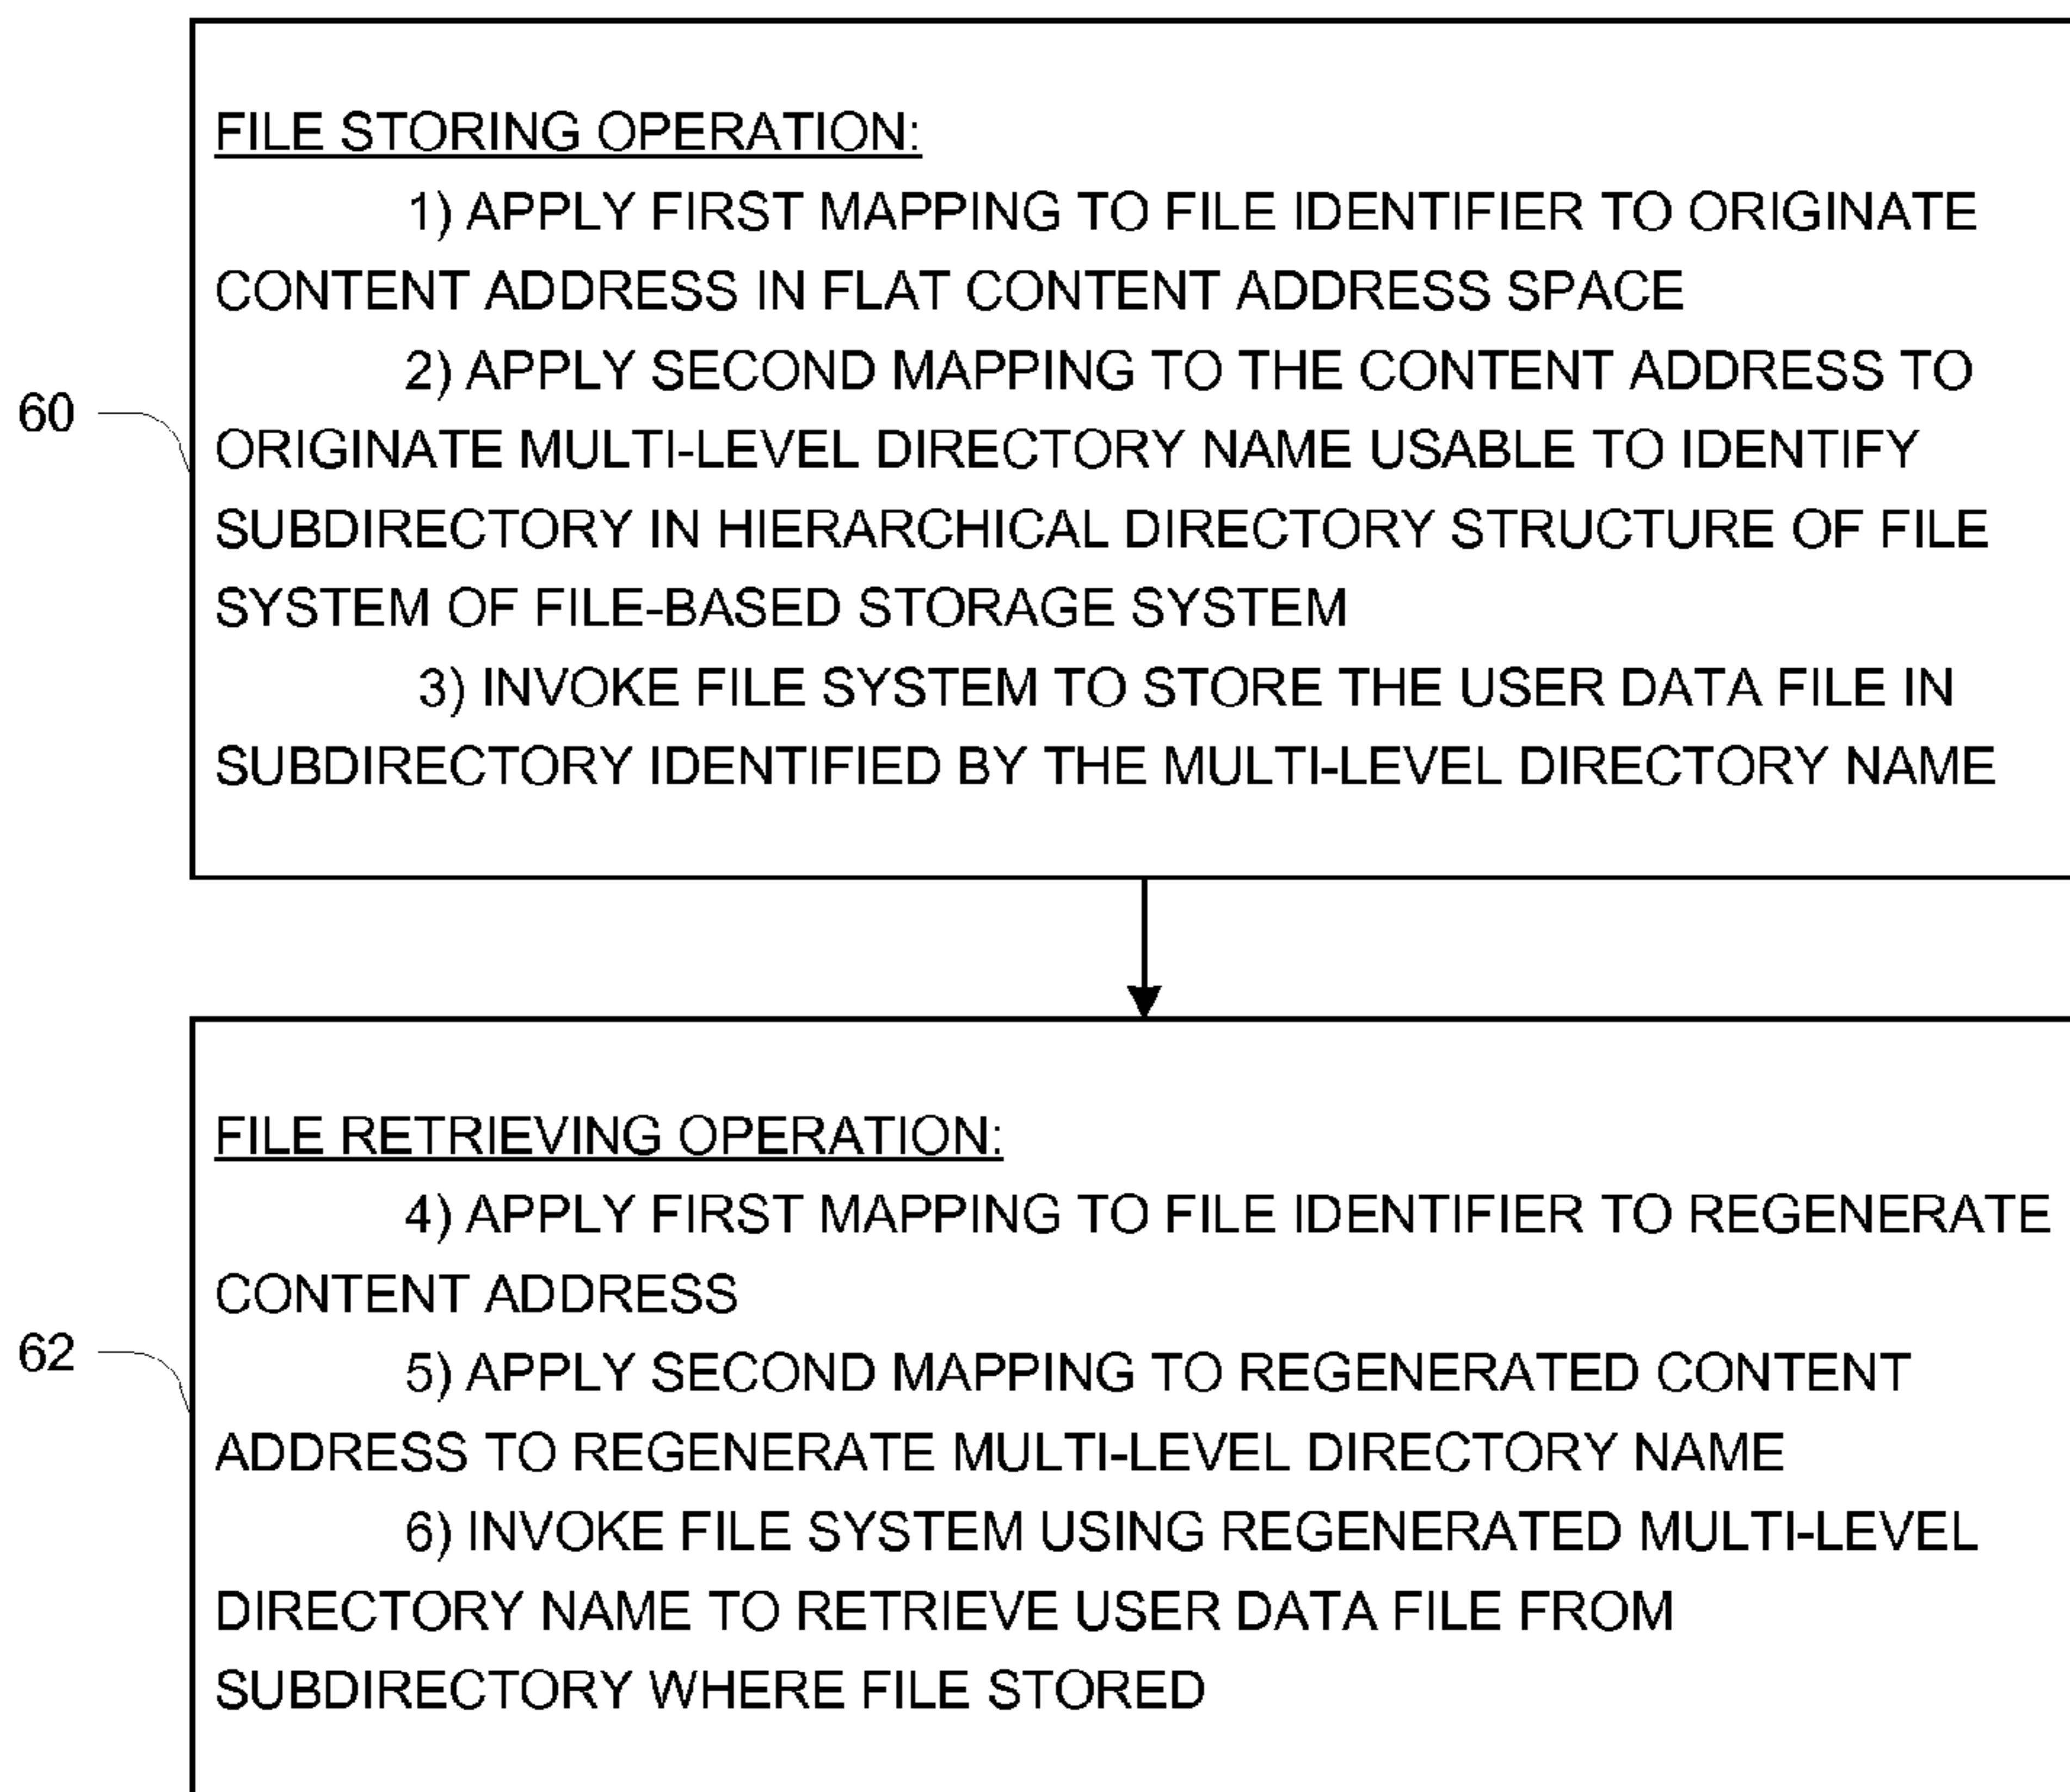 FILE STORING OPERATION:
1) APPLY FIRST MAPPING TO FILE IDENTIFIER TO ORIGINATE
CONTENT ADDRESS IN FLAT CONTENT ADDRESS SPACE
2) APPLY SECOND MAPPING TO THE CONTENT ADDRESS TO
60
ORIGINATE MULTI-LEVEL DIRECTORY NAME USABLE TO IDENTIFY
SUBDIRECTORY IN HIERARCHICAL DIRECTORY STRUCTURE OF FILE
SYSTEM OF FILE-BASED STORAGE SYSTEM
3) INVOKE FILE SYSTEM TO STORE THE USER DATA FILE IN
SUBDIRECTORY IDENTIFIED BY THE MULTI-LEVEL DIRECTORY NAME
FILE RETRIEVING OPERATION:
4) APPLY FIRST MAPPING TO FILE IDENTIFIER TO REGENERATE
CONTENT ADDRESS
62
5) APPLY SECOND MAPPING TO REGENERATED CONTENT
ADDRESS TO REGENERATE MULTI-LEVEL DIRECTORY NAME
6) INVOKE FILE SYSTEM USING REGENERATED MULTI-LEVEL
DIRECTORY NAME TO RETRIEVE USER DATA FILE FROM
SUBDIRECTORY WHERE FILE STORED